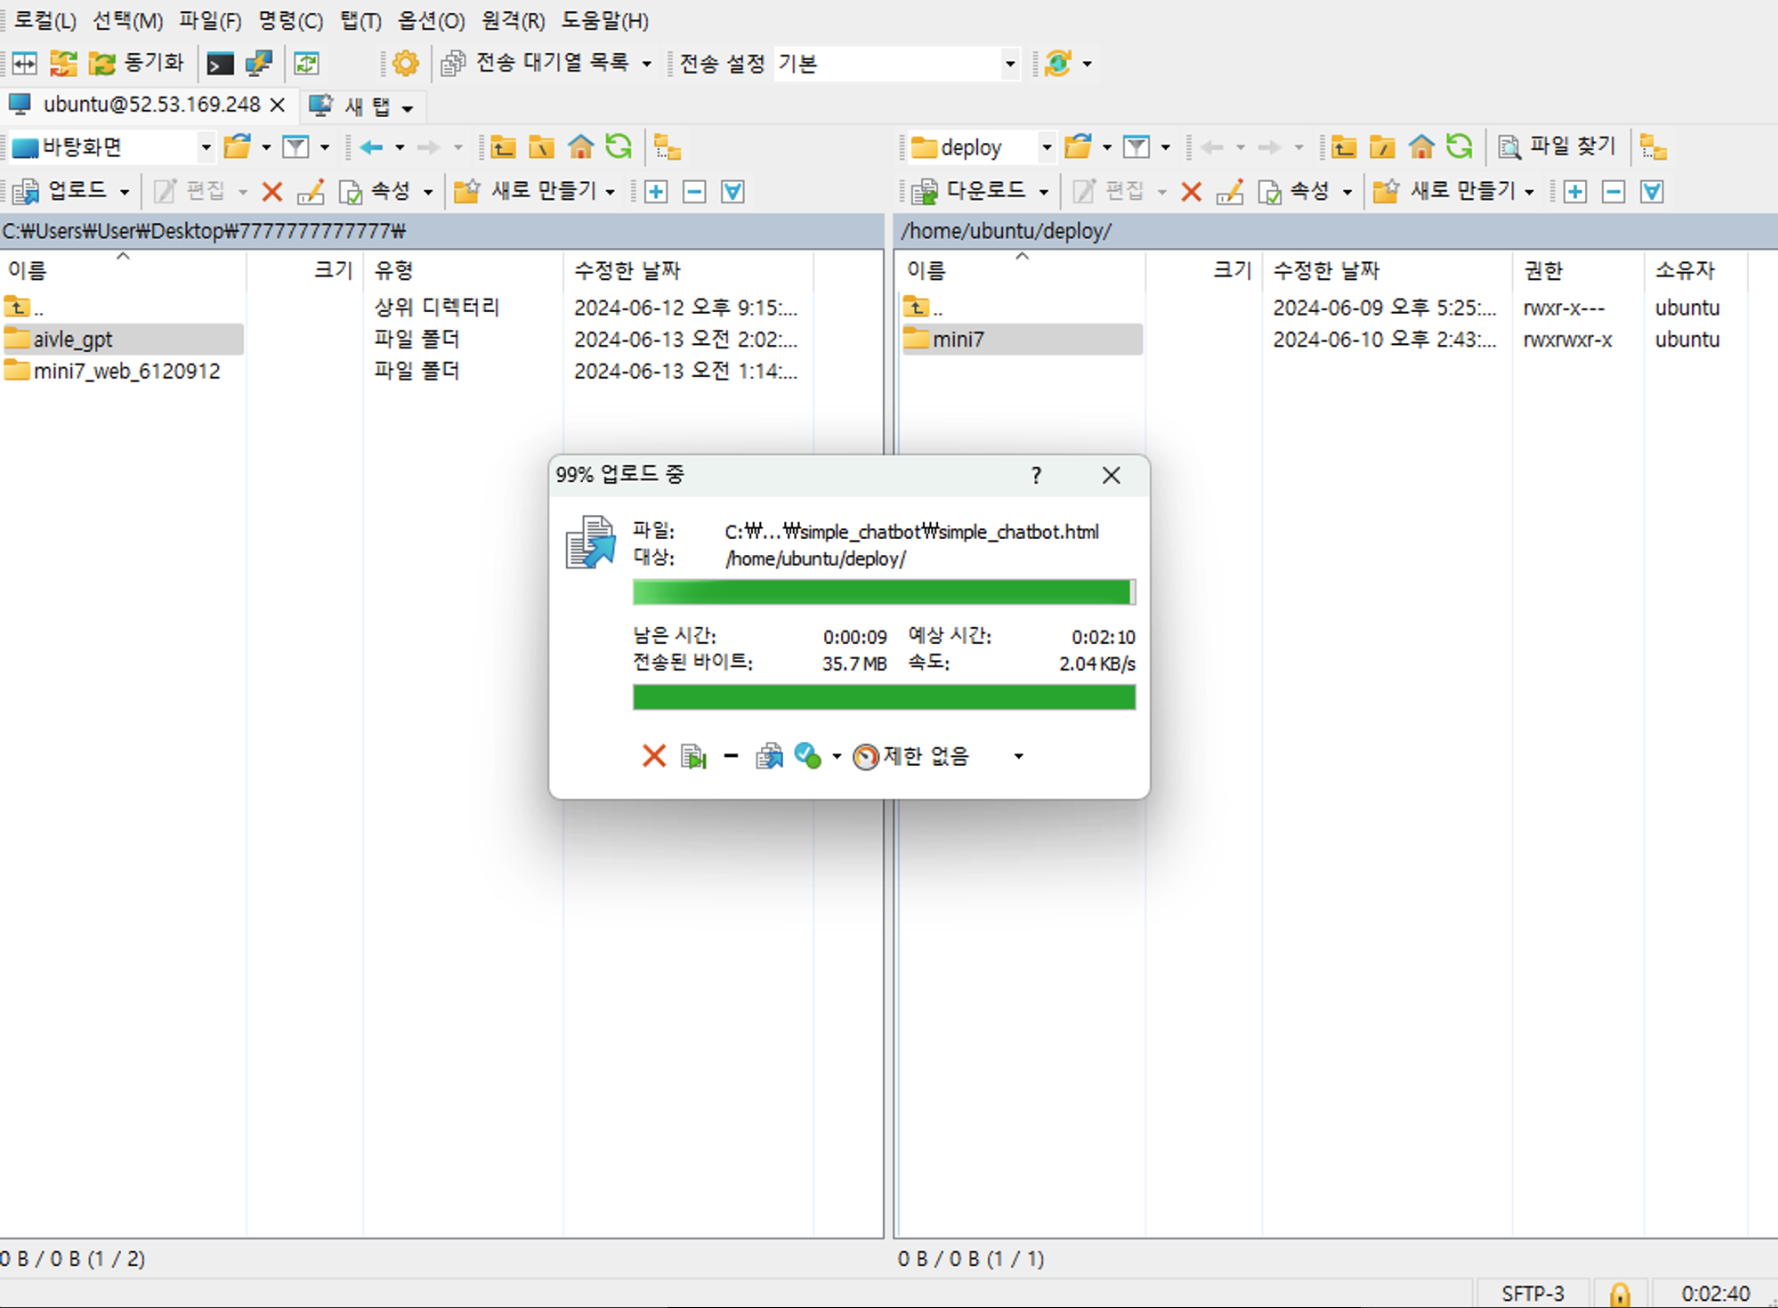 로컬(L) 선택(M) 파일(F) 명령(C) 탭(T) 옵션(O) 원격(R) 도움말(H)
동기화 전송 대기열 목록 전송 설정 기본
ubuntu@52.53.169.248 새 탭
바탕화면
업로드 편집 속성 새로 만들기
C:₩Users₩User₩Desktop₩7777777777777₩
이름 크기 유형 수정한 날짜
.. 상위 디렉터리 2024-06-12 오후 9:15:...
aivle_gpt 파일 폴더 2024-06-13 오전 2:02:...
mini7_web_6120912 파일 폴더 2024-06-13 오전 1:14:...
0 B / 0 B (1 / 2)
deploy 파일 찾기
다운로드 편집 속성 새로 만들기
/home/ubuntu/deploy/
이름 크기 수정한 날짜 권한 소유자
.. 2024-06-09 오후 5:25:... rwxr-x--- ubuntu
mini7 2024-06-10 오후 2:43:... rwxrwxr-x ubuntu
0 B / 0 B (1 / 1)
99% 업로드 중 ?
파일: C:₩...₩simple_chatbot₩simple_chatbot.html
대상: /home/ubuntu/deploy/
남은 시간: 0:00:09 예상 시간: 0:02:10
전송된 바이트: 35.7 MB 속도: 2.04 KB/s
제한 없음
SFTP-3 0:02:40